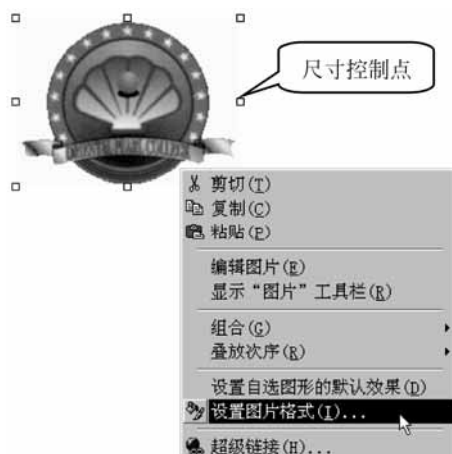 尺寸控制点
剪切(T)
复制(C)
粘贴(P)
编辑图片(E)
显示“图片”工具栏(R)
组合(G)
叠放次序(R)
设置自选图形的默认效果(D)
设置图片格式(I)...
超级链接(H)...